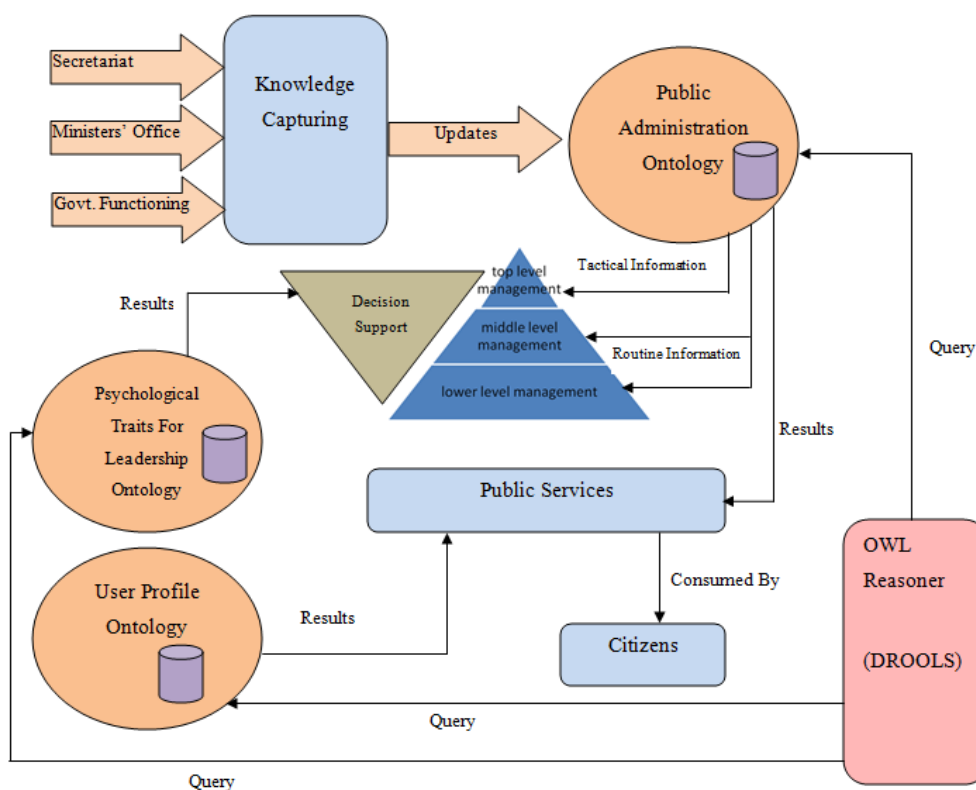 Secretariat
Ministers' Office
Govt. Functioning
Knowledge
Capturing
Updates
Public
Administration
Ontology
Tactical Information
top level
management
middle level
management
lower level management
Routine Information
Decision
Support
Results
Psychological
Traits For
Leadership
Ontology
Query
Results
Public Services
User Profile
Ontology
Results
Consumed By
Citizens
OWL
Reasoner
(DROOLS)
Query
Query